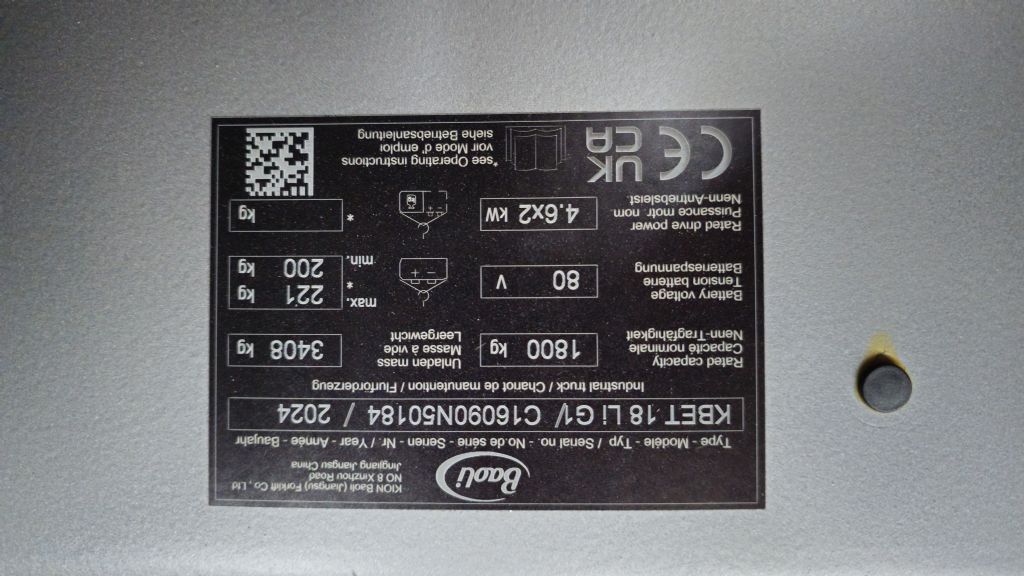 Baoli
KION Baoli (Jiangsu) Forklift Co., Ltd
NO 8 Xinzhou Road
Jingjiang Jiangsu China
Type - Modèle - Typ / Serial no. - No. de série - Serien - Nr. / Year - Année - Baujahr
KBET 18 Li G1/ C16090N50184 / 2024
Industrial truck / Chariot de manutention / Flurförderzeug
Rated capacity
Capacité nominale
Nenn-Tragfähigkeit
1800 kg
Unladen mass
Masse à vide
Leergewicht
3408 kg
Battery voltage
Tension batterie
Batteriespannung
80 V
max. 221 kg
*
min. 200 kg
Rated drive power
Puissance motr. nom.
Nenn-Antriebsleist.
4.6x2 kW
* kg
CE UK CA
*see Operating instructions
voir Mode d' emploi
siehe Betriebsanleitung